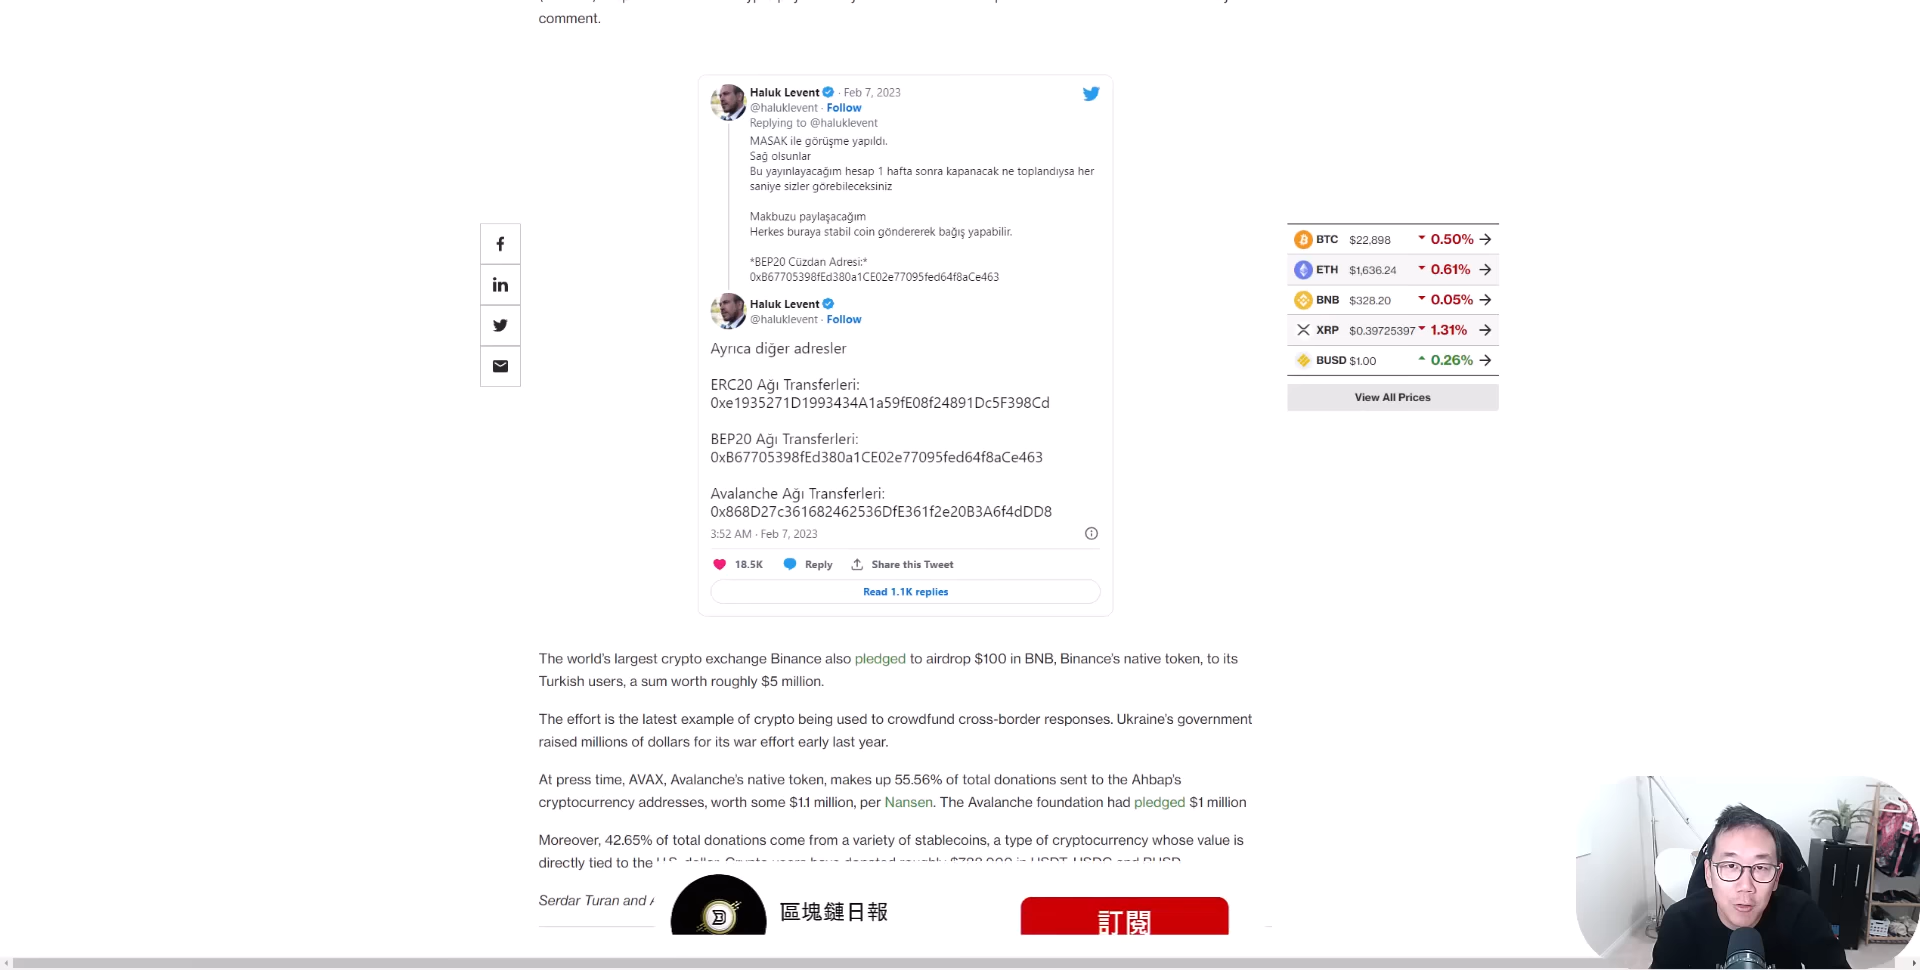 comment.
Haluk Levent · Feb 7, 2023
@haluklevent · Follow
Replying to @haluklevent
MASAK ile görüşme yapıldı.
Sağ olsunlar
Bu yayınlayacağım hesap 1 hafta sonra kapanacak ne toplandıysa her
saniye sizler görebileceksiniz
Makbuzu paylaşacağım
Herkes buraya stabil coin göndererek bağış yapabilir.
*BEP20 Cüzdan Adresi:*
0xB67705398fEd380a1CE02e77095fed64f8aCe463
Haluk Levent
@haluklevent · Follow
Ayrıca diğer adresler
ERC20 Ağı Transferleri:
0xe1935271D1993434A1a59fE08f24891Dc5F398Cd
BEP20 Ağı Transferleri:
0xB67705398fEd380a1CE02e77095fed64f8aCe463
Avalanche Ağı Transferleri:
0x868D27c361682462536DfE361f2e20B3A6f4dDD8
3:52 AM · Feb 7, 2023
18.5K Reply Share this Tweet
Read 1.1K replies
BTC $22,898 0.50%
ETH $1,636.24 0.61%
BNB $328.20 0.05%
XRP $0.39725397 1.31%
BUSD $1.00 0.26%
View All Prices
The world's largest crypto exchange Binance also pledged to airdrop $100 in BNB, Binance's native token, to its
Turkish users, a sum worth roughly $5 million.
The effort is the latest example of crypto being used to crowdfund cross-border responses. Ukraine's government
raised millions of dollars for its war effort early last year.
At press time, AVAX, Avalanche's native token, makes up 55.56% of total donations sent to the Ahbap's
cryptocurrency addresses, worth some $1.1 million, per Nansen. The Avalanche foundation had pledged $1 million
Moreover, 42.65% of total donations come from a variety of stablecoins, a type of cryptocurrency whose value is
directly tied to the
Serdar Turan and
區塊鏈日報
訂閱